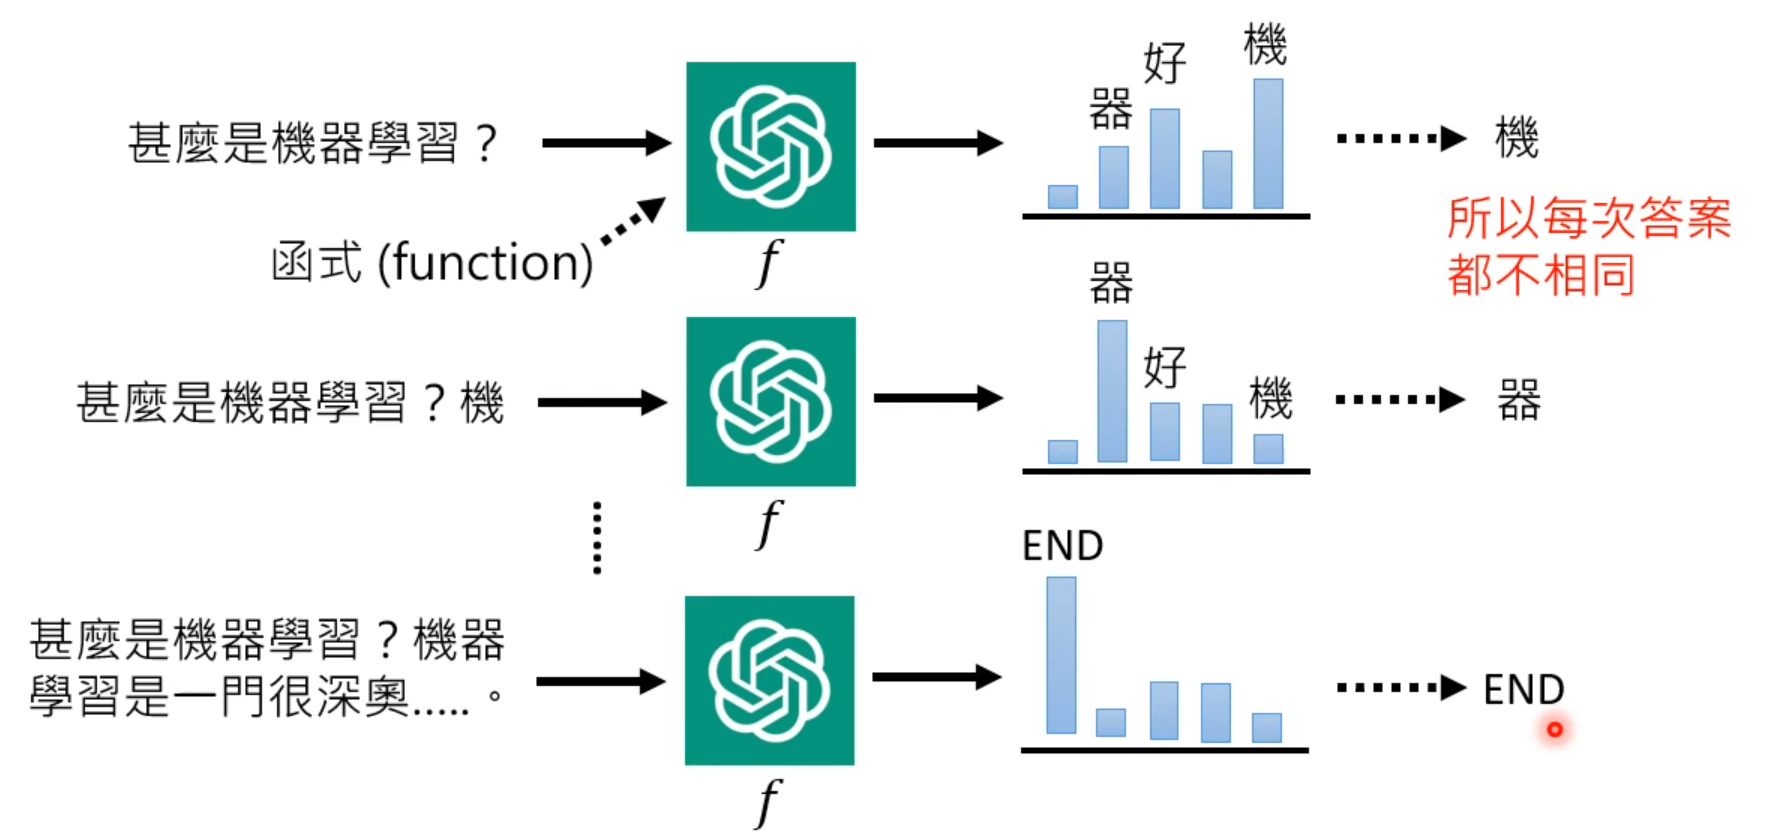 甚麼是機器學習？
函式 (function)
f
器
好
機
機
所以每次答案
都不相同
甚麼是機器學習？機
f
器
好
機
器
甚麼是機器學習？機器
學習是一門很深奧…..。
f
END
END